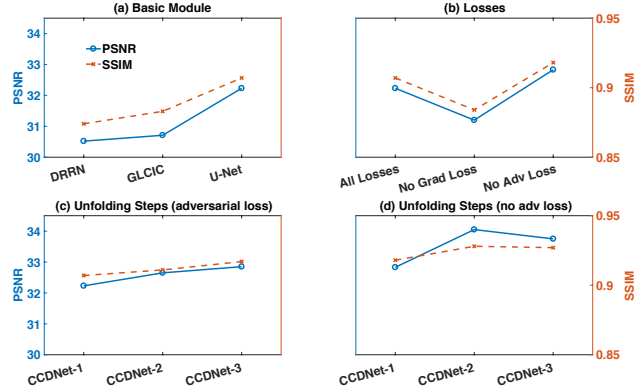 (a) Basic Module
(b) Losses
34
33
32
31
30
PSNR
PSNR
SSIM
DRRN
GLCIC
U-Net
0.95
0.9
0.85
SSIM
All Losses
No Grad Loss
No Adv Loss
(c) Unfolding Steps (adversarial loss)
(d) Unfolding Steps (no adv loss)
34
33
32
31
30
PSNR
CCDNet-1
CCDNet-2
CCDNet-3
0.95
0.9
0.85
SSIM
CCDNet-1
CCDNet-2
CCDNet-3